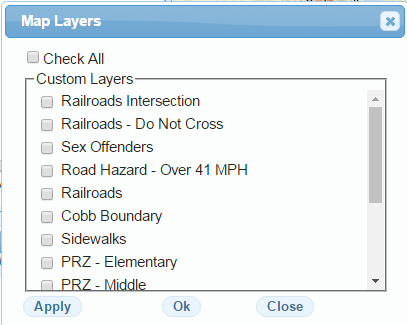 Map Layers
Check All
Custom Layers
Railroads Intersection
Railroads - Do Not Cross
Sex Offenders
Road Hazard - Over 41 MPH
Railroads
Cobb Boundary
Sidewalks
PRZ - Elementary
PRZ - Middle
Apply Ok Close